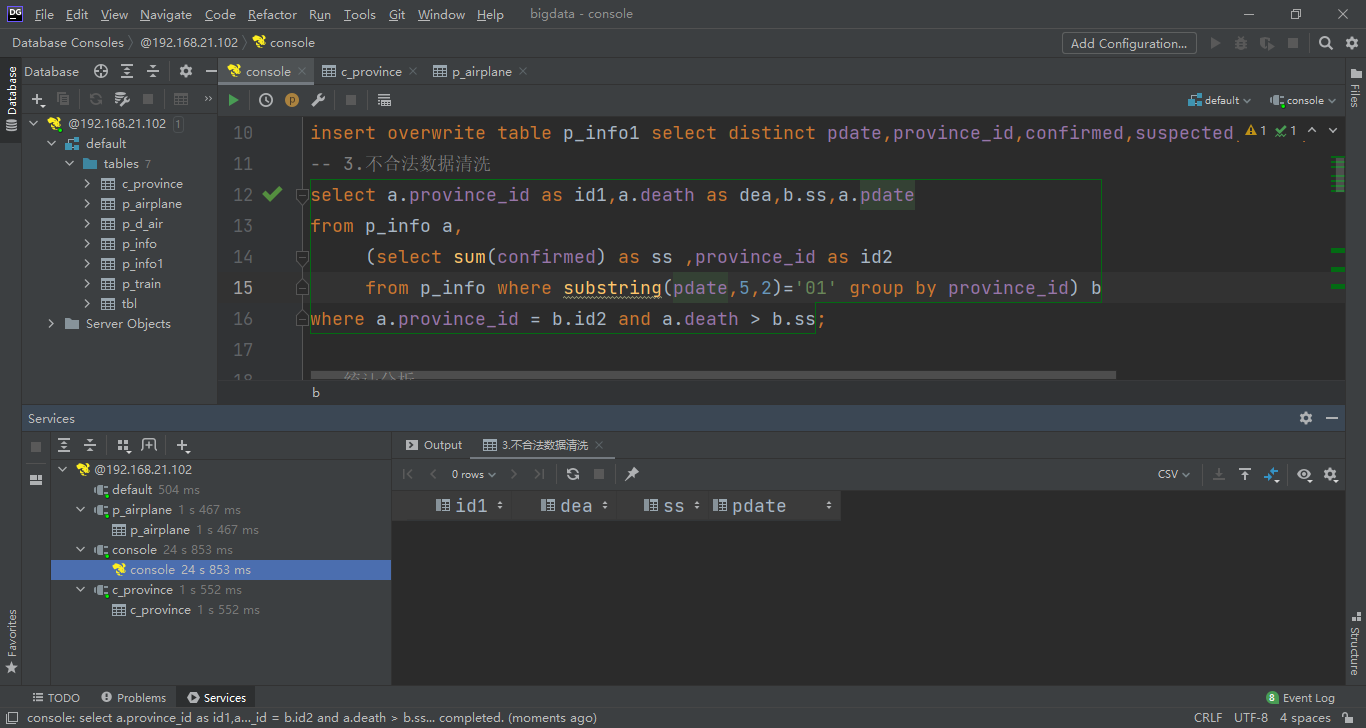 DG File Edit View Navigate Code Refactor Run Tools Git Window Help bigdata - console
Database Consoles @192.168.21.102 console Add Configuration...
Database
Files
Database
console c_province p_airplane
default console
@192.168.21.102 1
default
tables 7
c_province
p_airplane
p_d_air
p_info
p_info1
p_train
tbl
Server Objects
10 insert overwrite table p_info1 select distinct pdate,province_id,confirmed,suspected 1 1
11 -- 3.不合法数据清洗
12 select a.province_id as id1,a.death as dea,b.ss,a.pdate
13 from p_info a,
14 (select sum(confirmed) as ss ,province_id as id2
15 from p_info where substring(pdate,5,2)='01' group by province_id) b
16 where a.province_id = b.id2 and a.death > b.ss;
17
18 统计分析
b
Services
Output 3.不合法数据清洗
0 rows CSV
@192.168.21.102
default 504 ms
p_airplane 1 s 467 ms
p_airplane 1 s 467 ms
console 24 s 853 ms
console 24 s 853 ms
c_province 1 s 552 ms
c_province 1 s 552 ms
id1 dea ss pdate
Favorites
Structure
TODO Problems Services 8 Event Log
console: select a.province_id as id1,a..._id = b.id2 and a.death > b.ss... completed. (moments ago) CRLF UTF-8 4 spaces